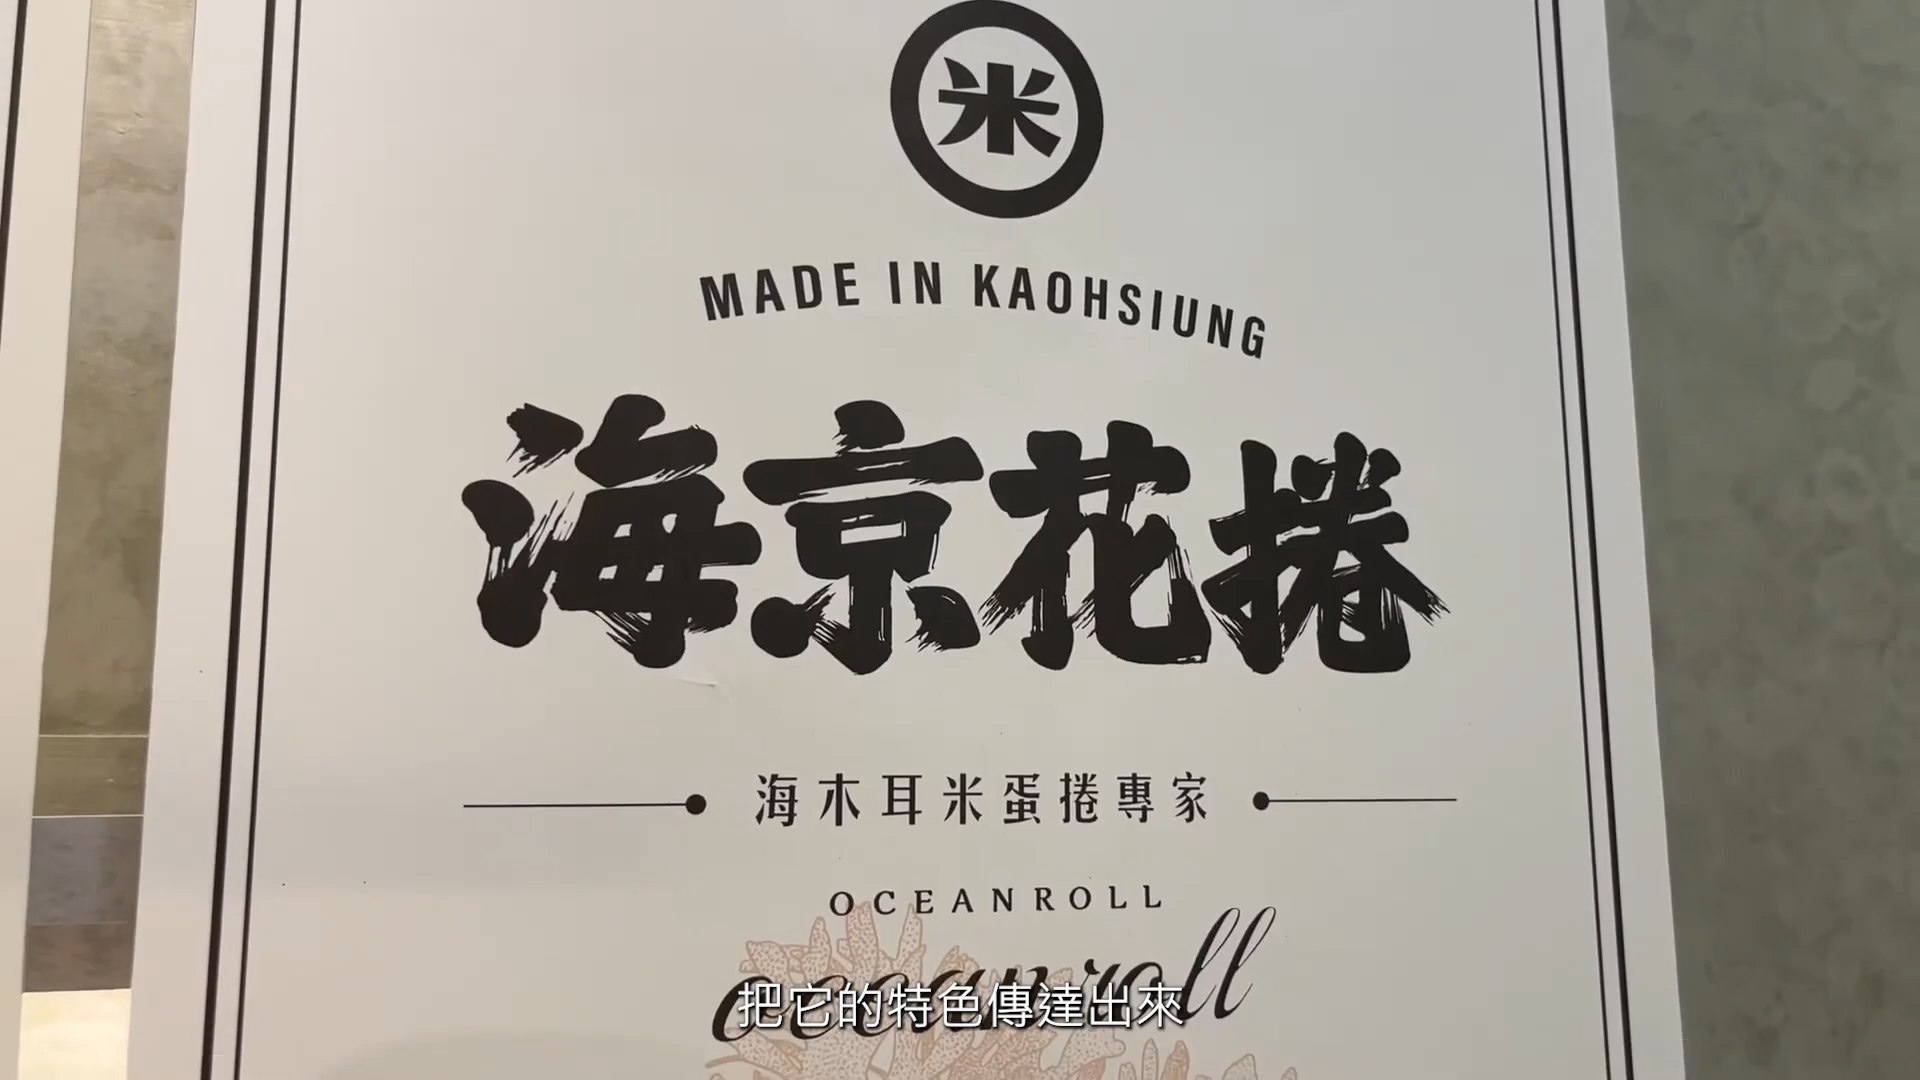 米
MADE IN KAOHSIUNG
海京花捲
海木耳米蛋捲專家
OCEANROLL
oceanroll
把它的特色傳達出來